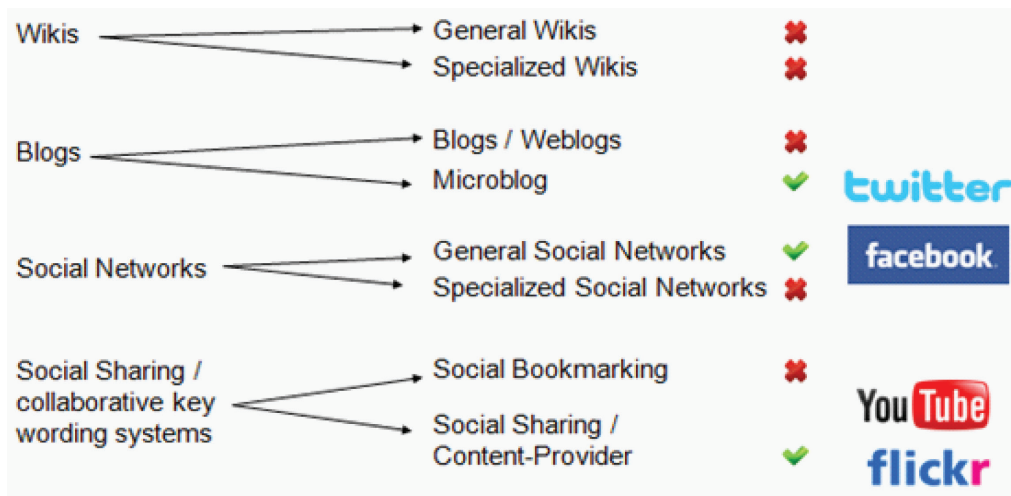 Wikis
General Wikis
Specialized Wikis
Blogs
Blogs / Weblogs
Microblog
twitter
Social Networks
General Social Networks
facebook
Specialized Social Networks
Social Sharing /
collaborative key
wording systems
Social Bookmarking
Social Sharing /
Content-Provider
YouTube
flickr